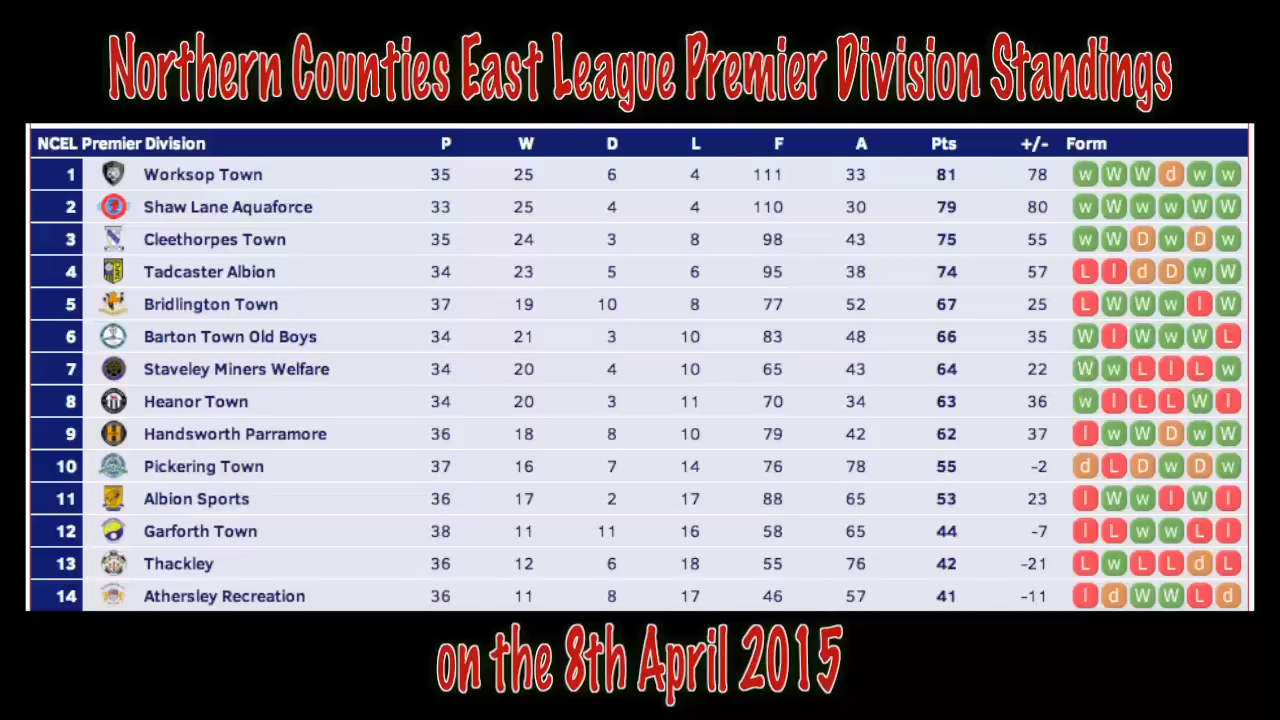 Northern Counties East League Premier Division Standings
NCEL Premier Division P W D L F A Pts +/- Form
1 Worksop Town 35 25 6 4 111 33 81 78 w W W d w w
2 Shaw Lane Aquaforce 33 25 4 4 110 30 79 80 w W w w W W
3 Cleethorpes Town 35 24 3 8 98 43 75 55 w W D w D w
4 Tadcaster Albion 34 23 5 6 95 38 74 57 L l d D w W
5 Bridlington Town 37 19 10 8 77 52 67 25 L w W w l W
6 Barton Town Old Boys 34 21 3 10 83 48 66 35 W l W w W L
7 Staveley Miners Welfare 34 20 4 10 65 43 64 22 W w L l L w
8 Heanor Town 34 20 3 11 70 34 63 36 w l L L W l
9 Handsworth Parramore 36 18 8 10 79 42 62 37 l w W D w W
10 Pickering Town 37 16 7 14 76 78 55 -2 d L D w D w
11 Albion Sports 36 17 2 17 88 65 53 23 l W w l W l
12 Garforth Town 38 11 11 16 58 65 44 -7 l L w w L l
13 Thackley 36 12 6 18 55 76 42 -21 L w L L d L
14 Athersley Recreation 36 11 8 17 46 57 41 -11 l d W W L d
on the 8th April 2015